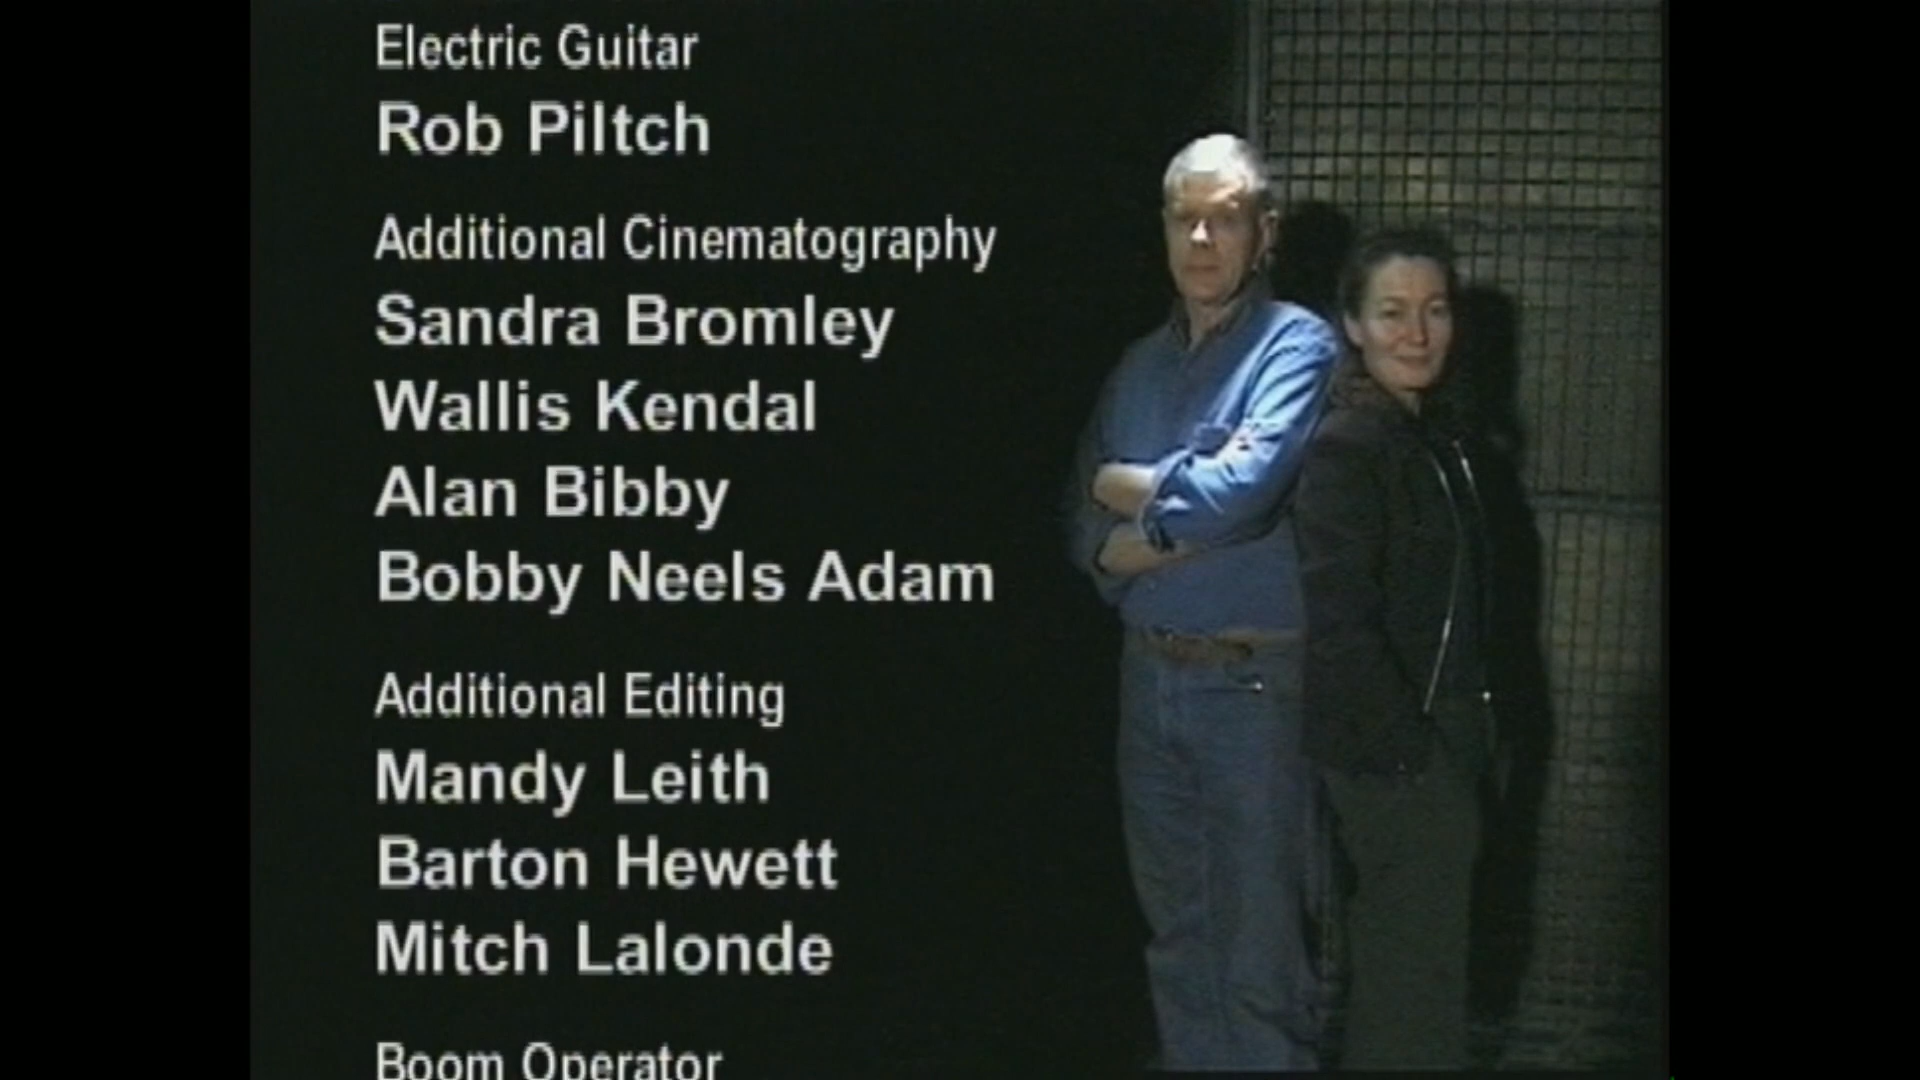 Electric Guitar
Rob Piltch
Additional Cinematography
Sandra Bromley
Wallis Kendal
Alan Bibby
Bobby Neels Adam
Additional Editing
Mandy Leith
Barton Hewett
Mitch Lalonde
Boom Operator